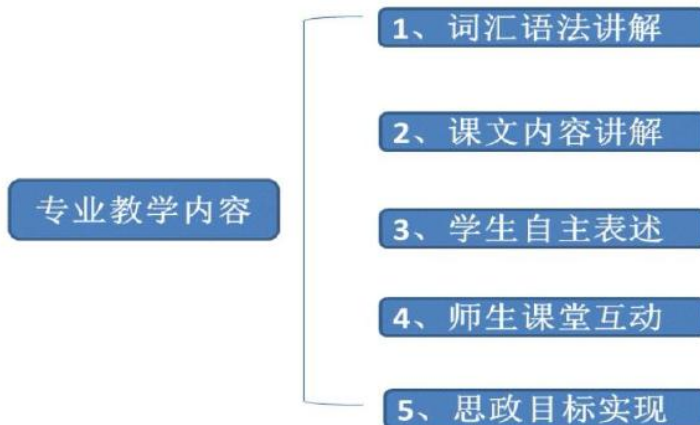 专业教学内容
1、词汇语法讲解
2、课文内容讲解
3、学生自主表述
4、师生课堂互动
5、思政目标实现